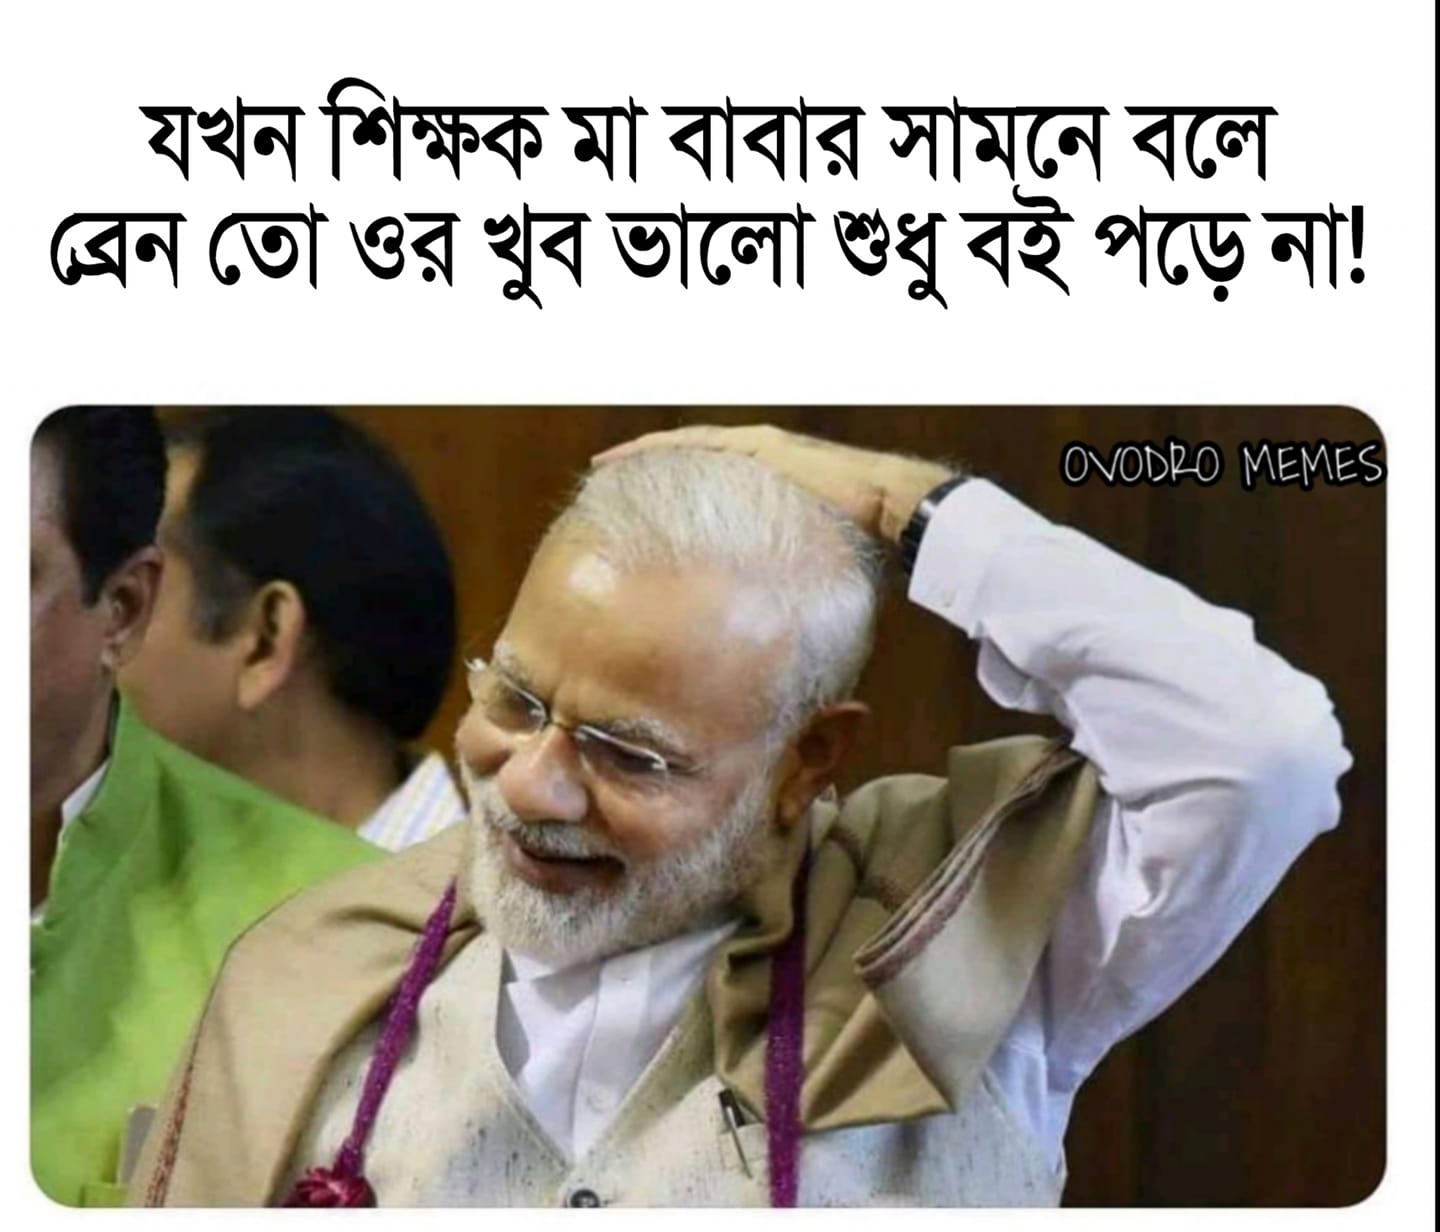 যখন শিক্ষক মা বাবার সামনে বলে
ব্রেন তো ওর খুব ভালো শুধু বই পড়ে না!
OVODRO MEMES